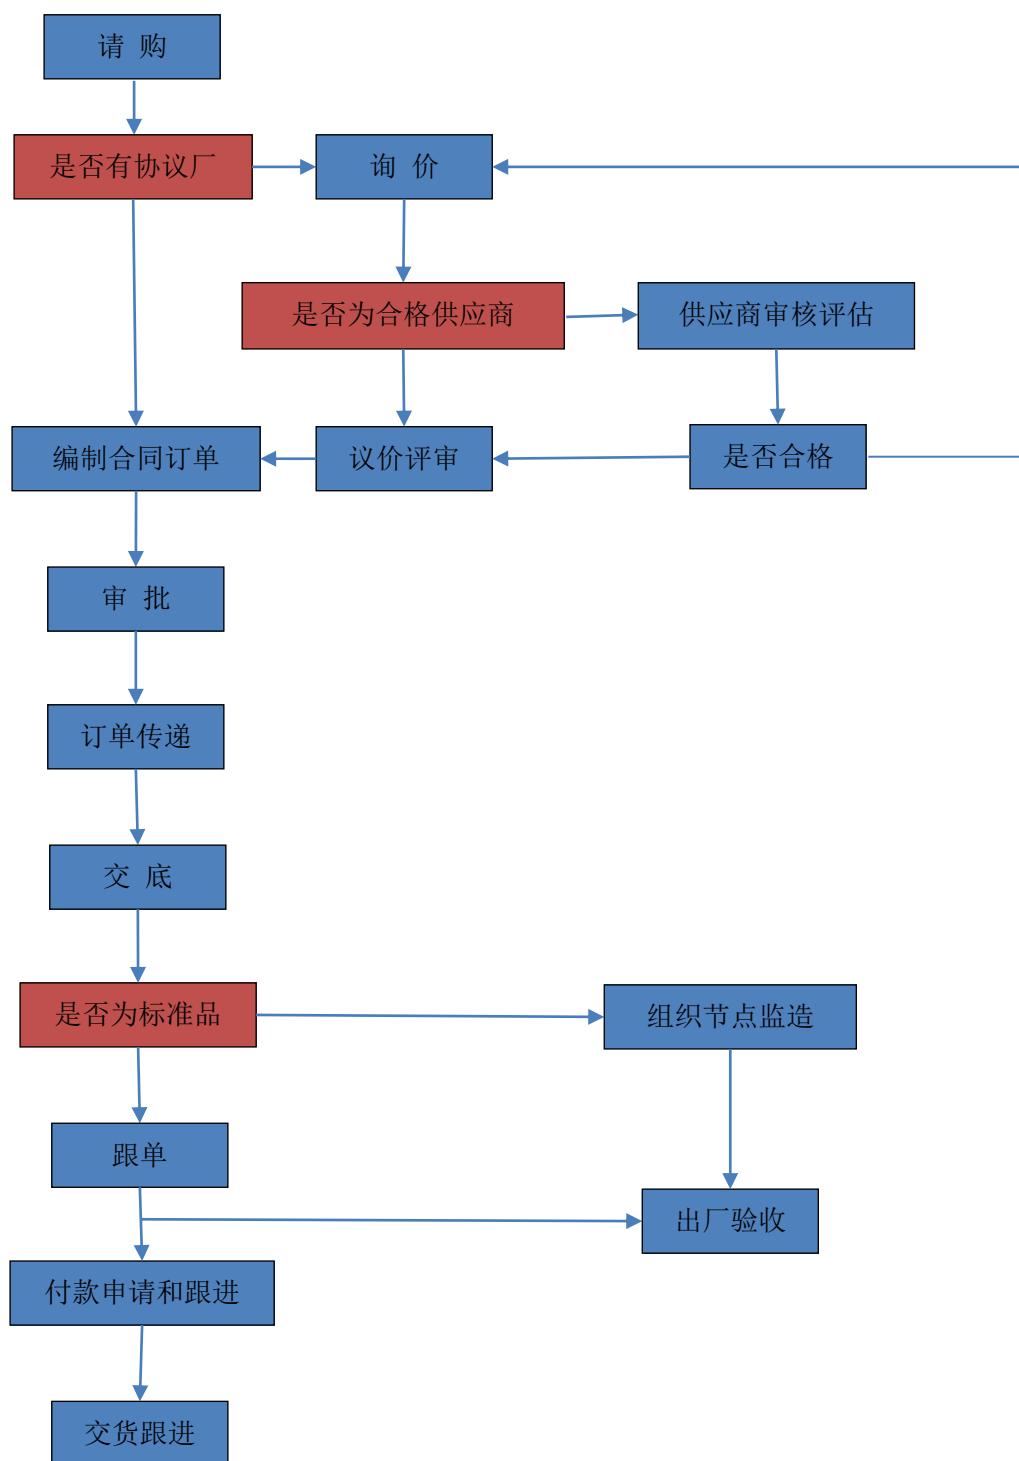 请 购
是否有协议厂
询 价
是否为合格供应商
供应商审核评估
编制合同订单
议价评审
是否合格
审 批
订单传递
交 底
是否为标准品
组织节点监造
跟单
出厂验收
付款申请和跟进
交货跟进